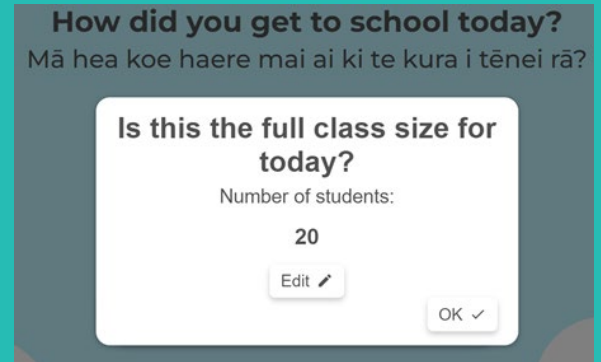 How did you get to school today?
Mā hea koe haere mai ai ki te kura i tēnei rā?
Is this the full class size for
today?
Number of students:
20
Edit
OK